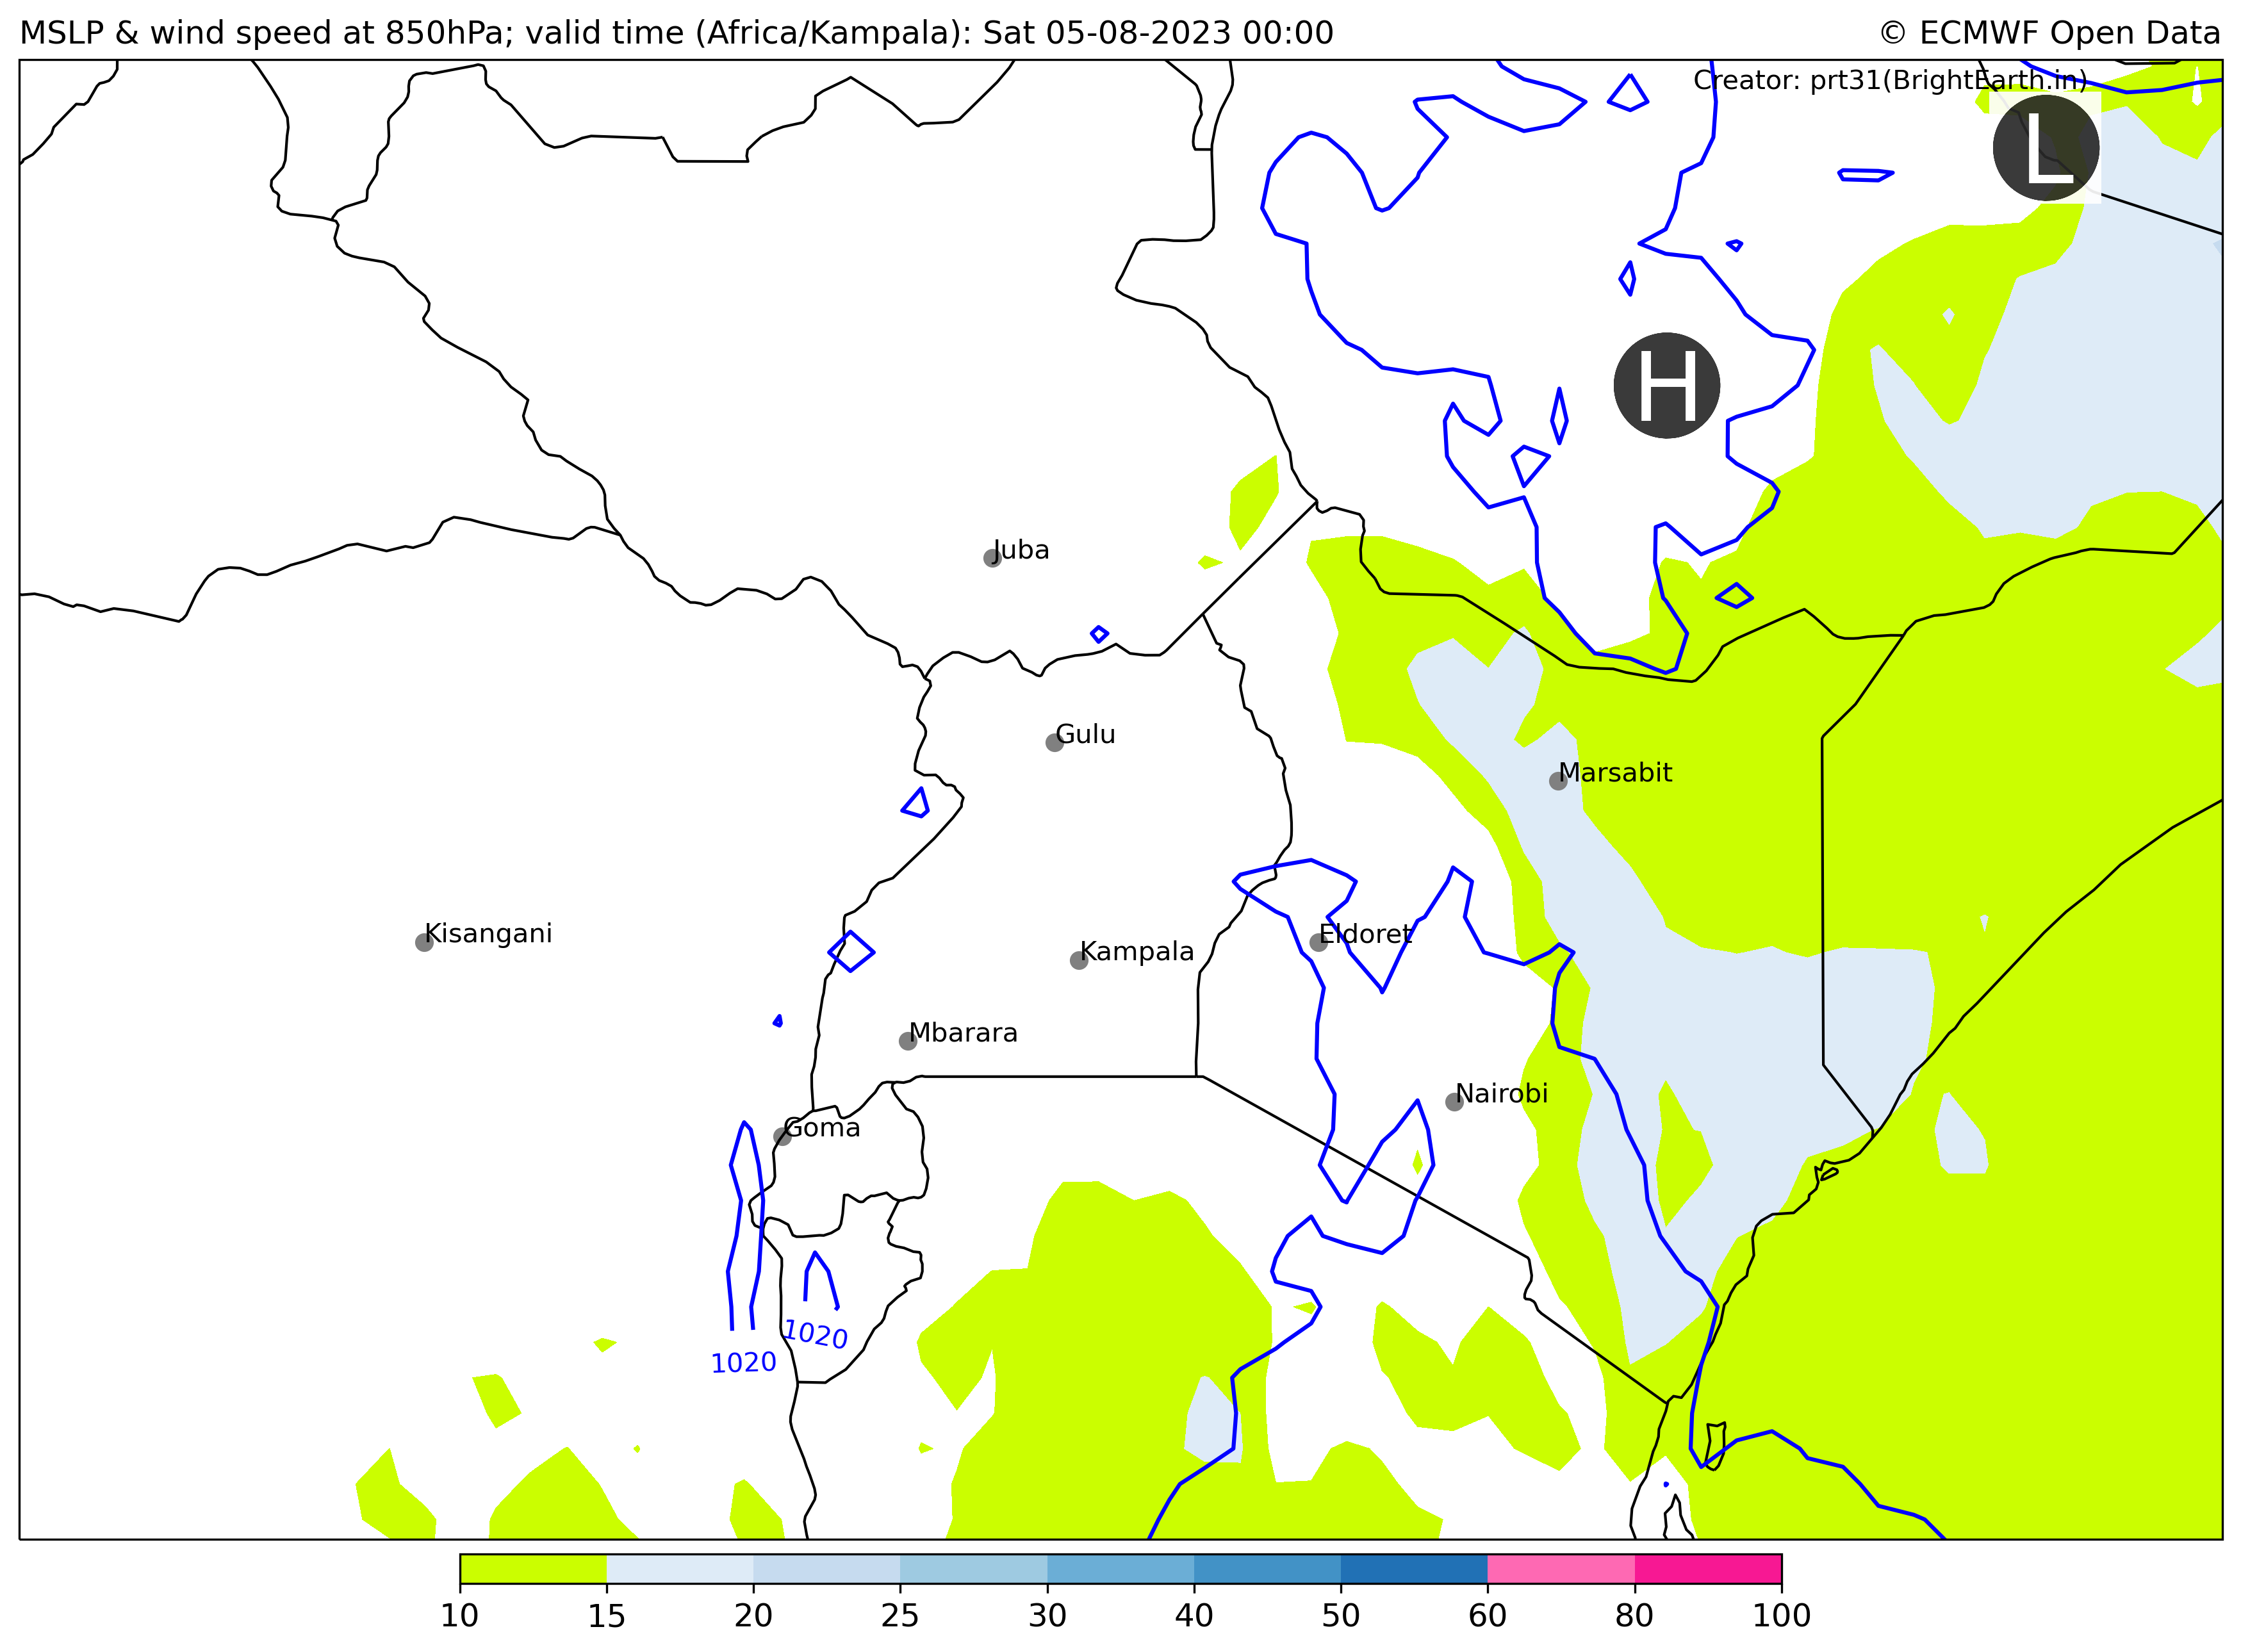 MSLP & wind speed at 850hPa; valid time (Africa/Kampala): Sat 05-08-2023 00:00
© ECMWF Open Data
Creator: prt31(BrightEarth.in)
L
H
Juba
Gulu
Marsabit
Kisangani
Eldoret
Kampala
Mbarara
Nairobi
Goma
1020
1020
10 15 20 25 30 40 50 60 80 100